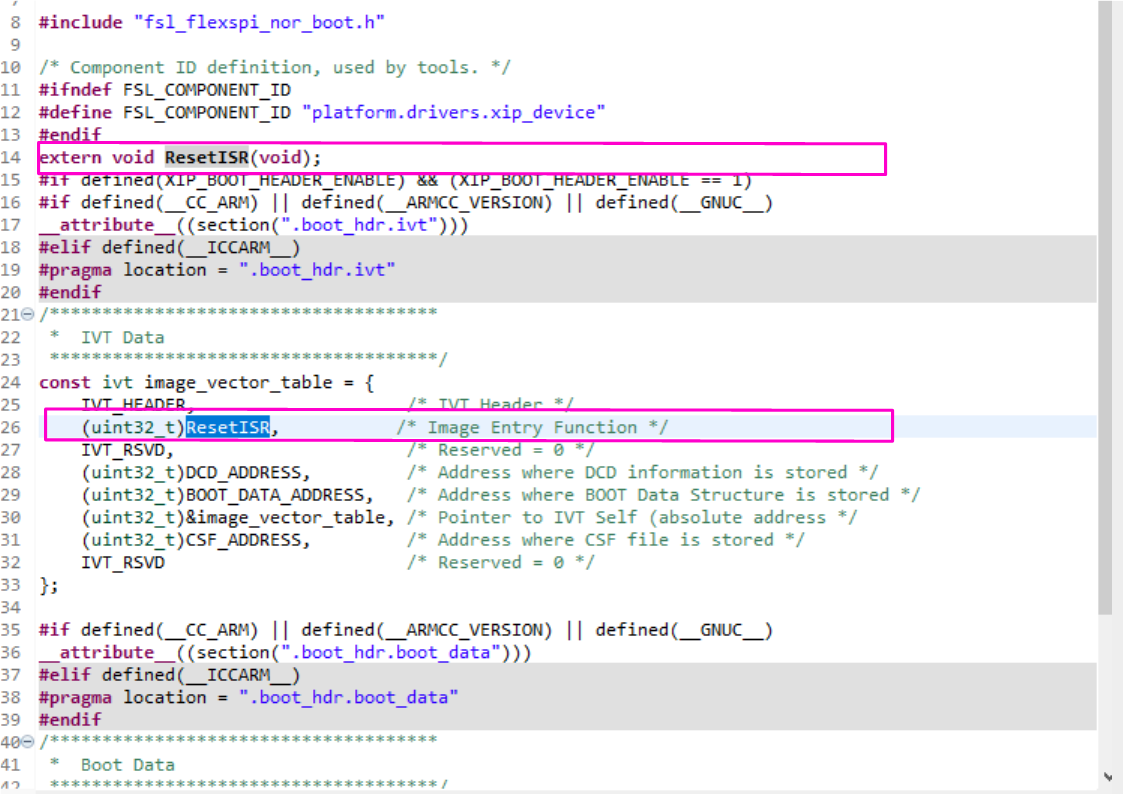 8 #include "fsl_flexspi_nor_boot.h"
9
10 /* Component ID definition, used by tools. */
11 #ifndef FSL_COMPONENT_ID
12 #define FSL_COMPONENT_ID "platform.drivers.xip_device"
13 #endif
14 extern void ResetISR(void);
15 #if defined(XIP_BOOT_HEADER_ENABLE) && (XIP_BOOT_HEADER_ENABLE == 1)
16 #if defined(__CC_ARM) || defined(__ARMCC_VERSION) || defined(__GNUC__)
17 __attribute__((section(".boot_hdr.ivt")))
18 #elif defined(__ICCARM__)
19 #pragma location = ".boot_hdr.ivt"
20 #endif
21 /*************************************
22  *  IVT Data
23  *************************************/
24 const ivt image_vector_table = {
25     IVT_HEADER,                    /* IVT Header */
26     (uint32_t)ResetISR,           /* Image Entry Function */
27     IVT_RSVD,                      /* Reserved = 0 */
28     (uint32_t)DCD_ADDRESS,         /* Address where DCD information is stored */
29     (uint32_t)BOOT_DATA_ADDRESS,   /* Address where BOOT Data Structure is stored */
30     (uint32_t)&image_vector_table, /* Pointer to IVT Self (absolute address */
31     (uint32_t)CSF_ADDRESS,         /* Address where CSF file is stored */
32     IVT_RSVD                       /* Reserved = 0 */
33 };
34
35 #if defined(__CC_ARM) || defined(__ARMCC_VERSION) || defined(__GNUC__)
36 __attribute__((section(".boot_hdr.boot_data")))
37 #elif defined(__ICCARM__)
38 #pragma location = ".boot_hdr.boot_data"
39 #endif
40 /*************************************
41  *  Boot Data
42  *************************************/